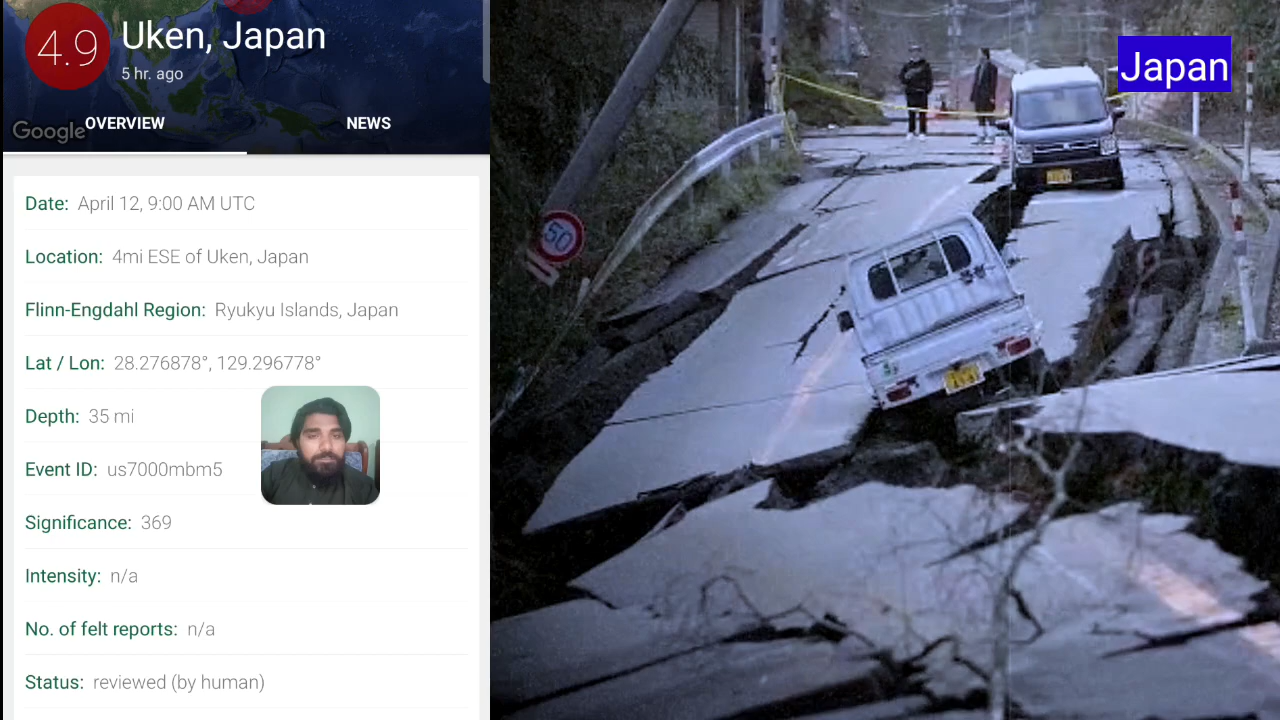 4.9
Uken, Japan
5 hr. ago
Google
OVERVIEW
NEWS
Date: April 12, 9:00 AM UTC
Location: 4mi ESE of Uken, Japan
Flinn-Engdahl Region: Ryukyu Islands, Japan
Lat / Lon: 28.276878°, 129.296778°
Depth: 35 mi
Event ID: us7000mbm5
Significance: 369
Intensity: n/a
No. of felt reports: n/a
Status: reviewed (by human)
Japan
50